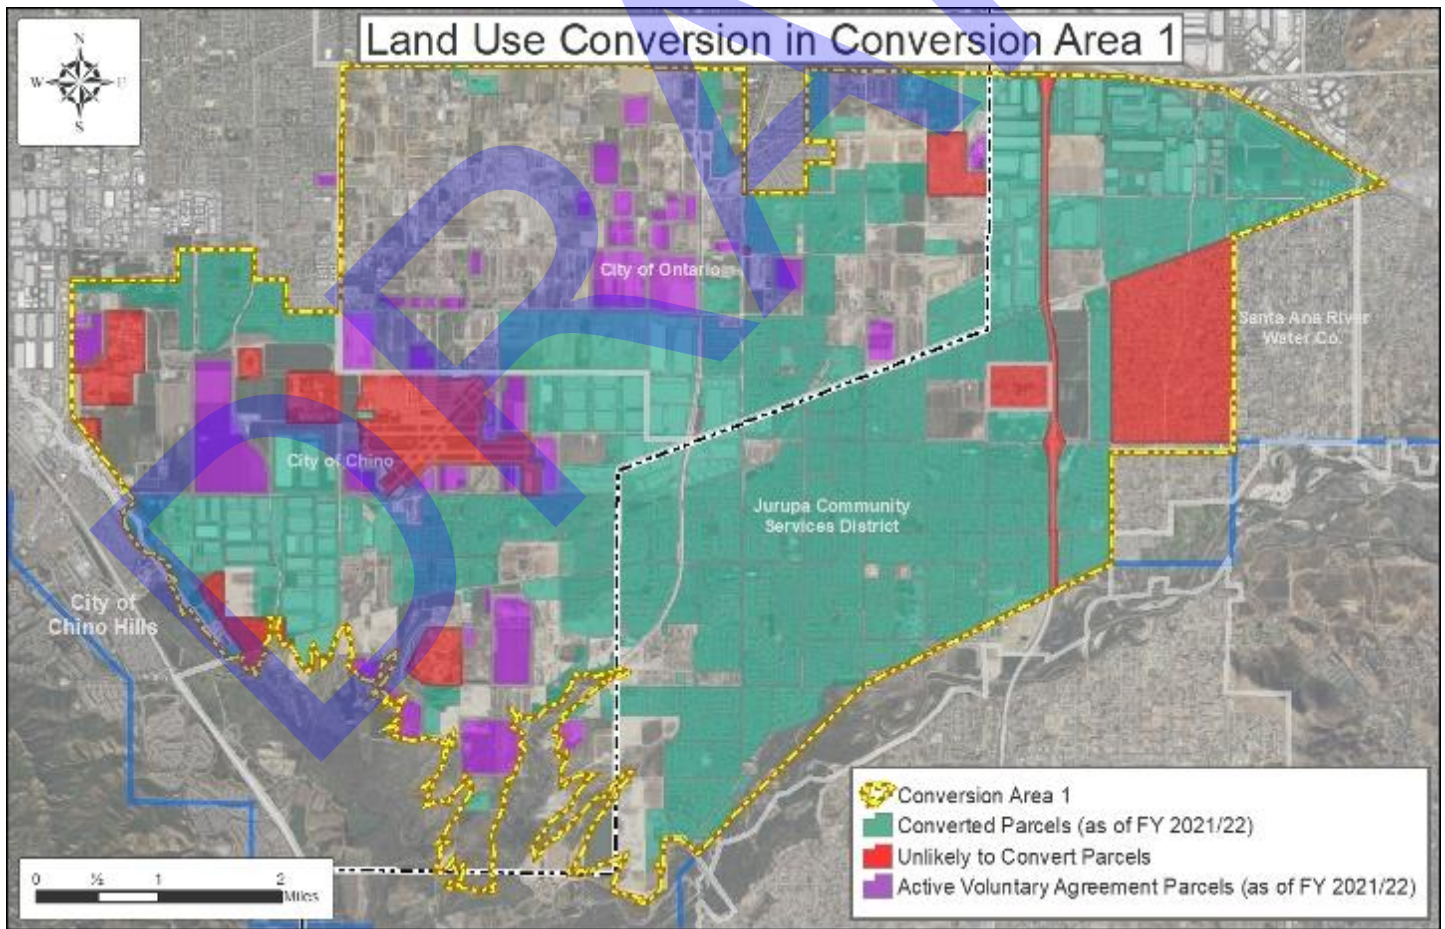 Land Use Conversion in Conversion Area 1
N
W
S
City of Ontario
Santa Ana River
Water Co.
City of Chino
Jurupa Community
Services District
City of
Chino Hills
Conversion Area 1
Converted Parcels (as of FY 2021/22)
Unlikely to Convert Parcels
Active Voluntary Agreement Parcels (as of FY 2021/22)
0 ½ 1 2
Miles